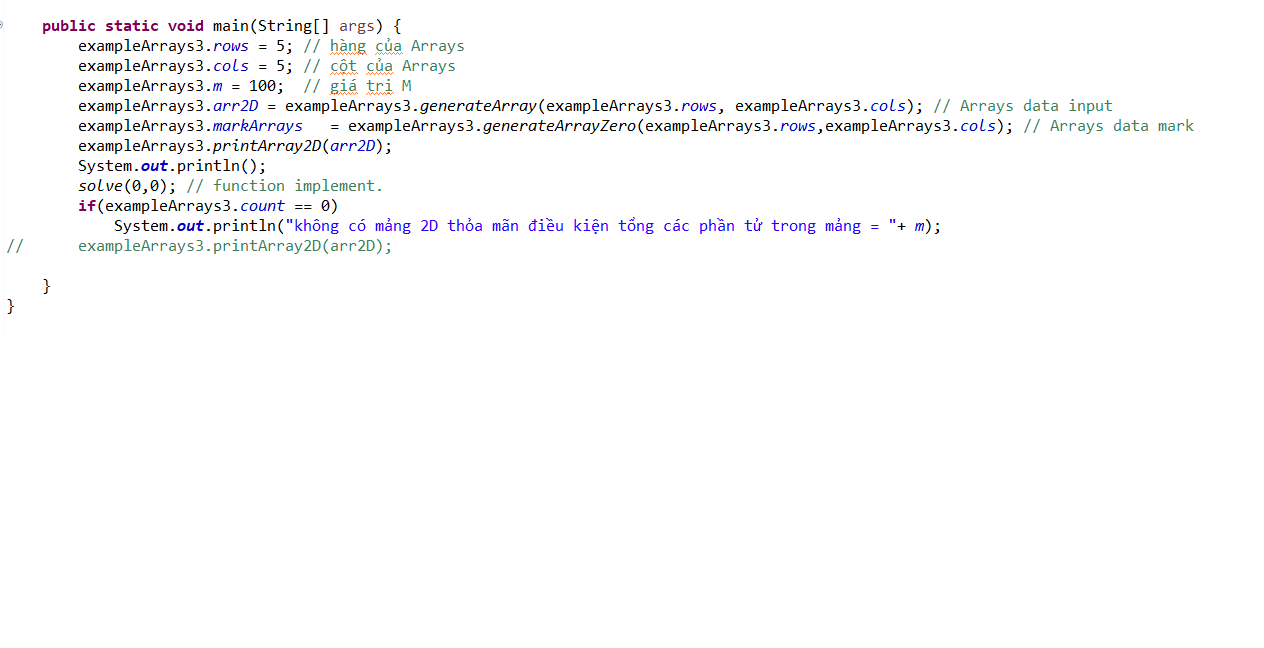 public static void main(String[] args) {
exampleArrays3.rows = 5; // hàng của Arrays
exampleArrays3.cols = 5; // cột của Arrays
exampleArrays3.m = 100;  // giá trị M
exampleArrays3.arr2D = exampleArrays3.generateArray(exampleArrays3.rows, exampleArrays3.cols); // Arrays data input
exampleArrays3.markArrays   = exampleArrays3.generateArrayZero(exampleArrays3.rows,exampleArrays3.cols); // Arrays data mark
exampleArrays3.printArray2D(arr2D);
System.out.println();
solve(0,0); // function implement.
if(exampleArrays3.count == 0)
System.out.println("không có mảng 2D thỏa mãn điều kiện tổng các phần tử trong mảng = "+ m);
//      exampleArrays3.printArray2D(arr2D);
}
}